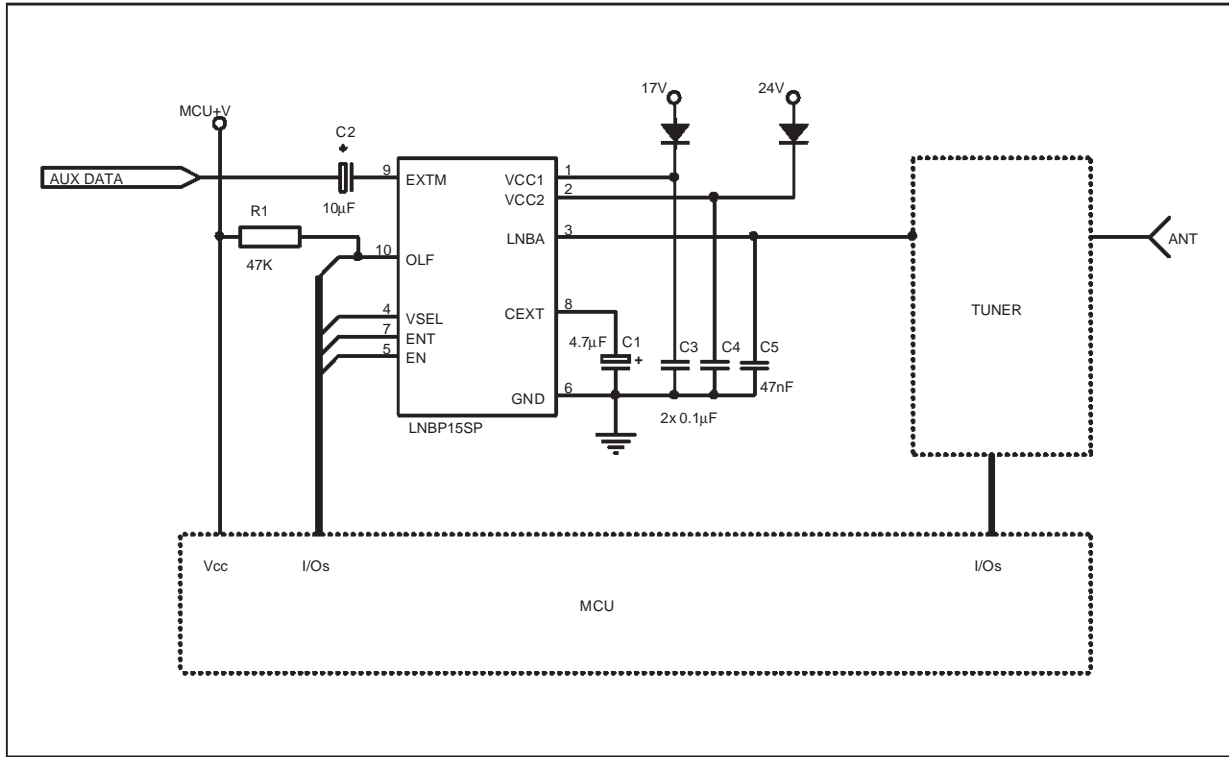 17V
24V
MCU+V
C2
+
AUX DATA
9
EXTM
VCC1
1
VCC2
2
10μF
R1
LNBA
3
47K
10
OLF
ANT
TUNER
4
VSEL
CEXT
8
7
ENT
5
EN
4.7μF
C1
+
C3
C4
C5
47nF
GND
6
2x 0.1μF
LNBP15SP
Vcc
I/Os
I/Os
MCU